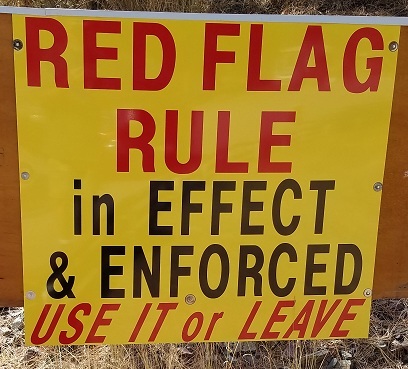 RED FLAG
RULE
in EFFECT
& ENFORCED
USE IT or LEAVE